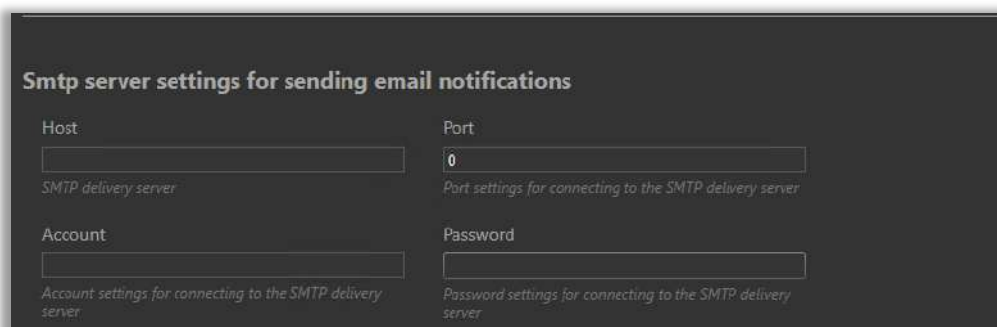 Smtp server settings for sending email notifications
Host
Port
0
SMTP delivery server
Port settings for connecting to the SMTP delivery server
Account
Password
Account settings for connecting to the SMTP delivery
server
Password settings for connecting to the SMTP delivery
server